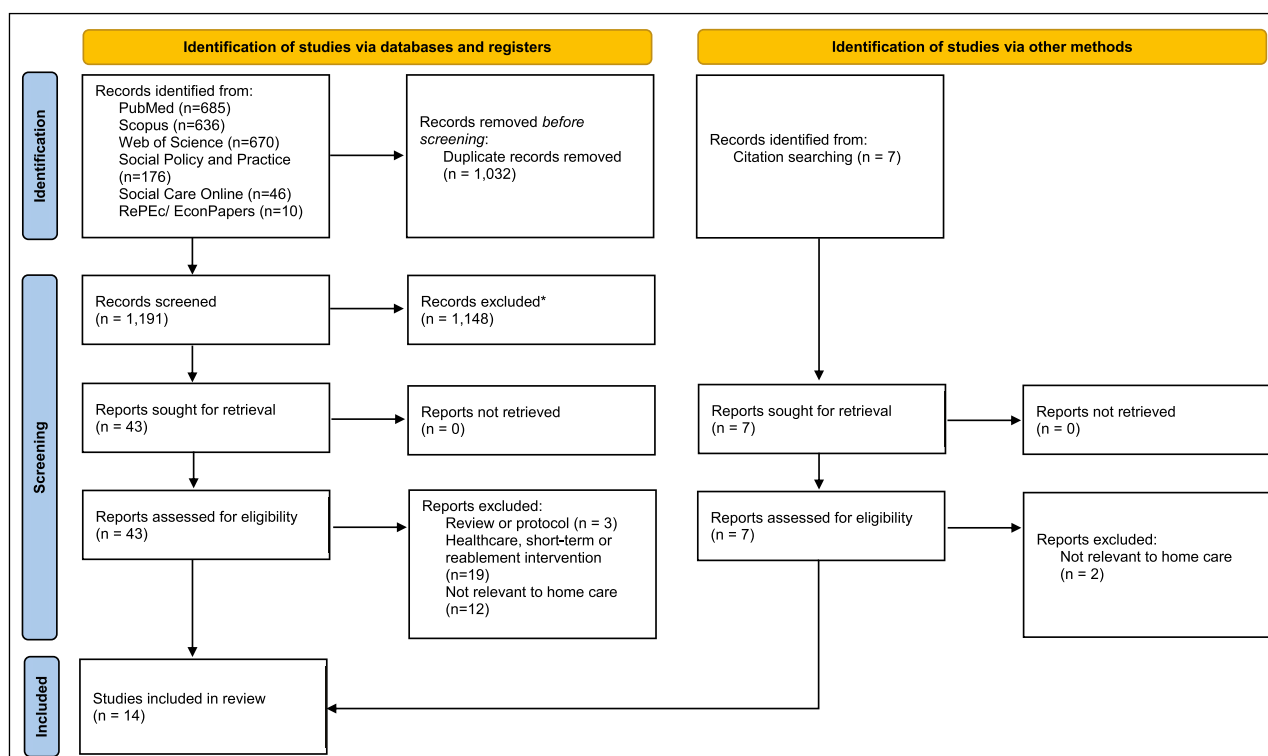 Identification of studies via databases and registers
Identification of studies via other methods
Identification
Records identified from:
PubMed (n=685)
Scopus (n=636)
Web of Science (n=670)
Social Policy and Practice
(n=176)
Social Care Online (n=46)
RePEc/ EconPapers (n=10)
Records removed before
screening:
Duplicate records removed
(n = 1,032)
Records identified from:
Citation searching (n = 7)
Screening
Records screened
(n = 1,191)
Records excluded*
(n = 1,148)
Reports sought for retrieval
(n = 43)
Reports not retrieved
(n = 0)
Reports sought for retrieval
(n = 7)
Reports not retrieved
(n = 0)
Reports assessed for eligibility
(n = 43)
Reports excluded:
Review or protocol (n = 3)
Healthcare, short-term or
reablement intervention
(n=19)
Not relevant to home care
(n=12)
Reports assessed for eligibility
(n = 7)
Reports excluded:
Not relevant to home care
(n = 2)
Included
Studies included in review
(n = 14)